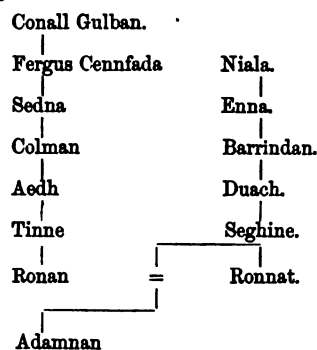 Conall Gulban.
Fergus Cennfada Niala.
Sedna Enna.
Colman Barrindan.
Aedh Duach.
Tinne Seghine.
Ronan = Ronnat.
Adamnan